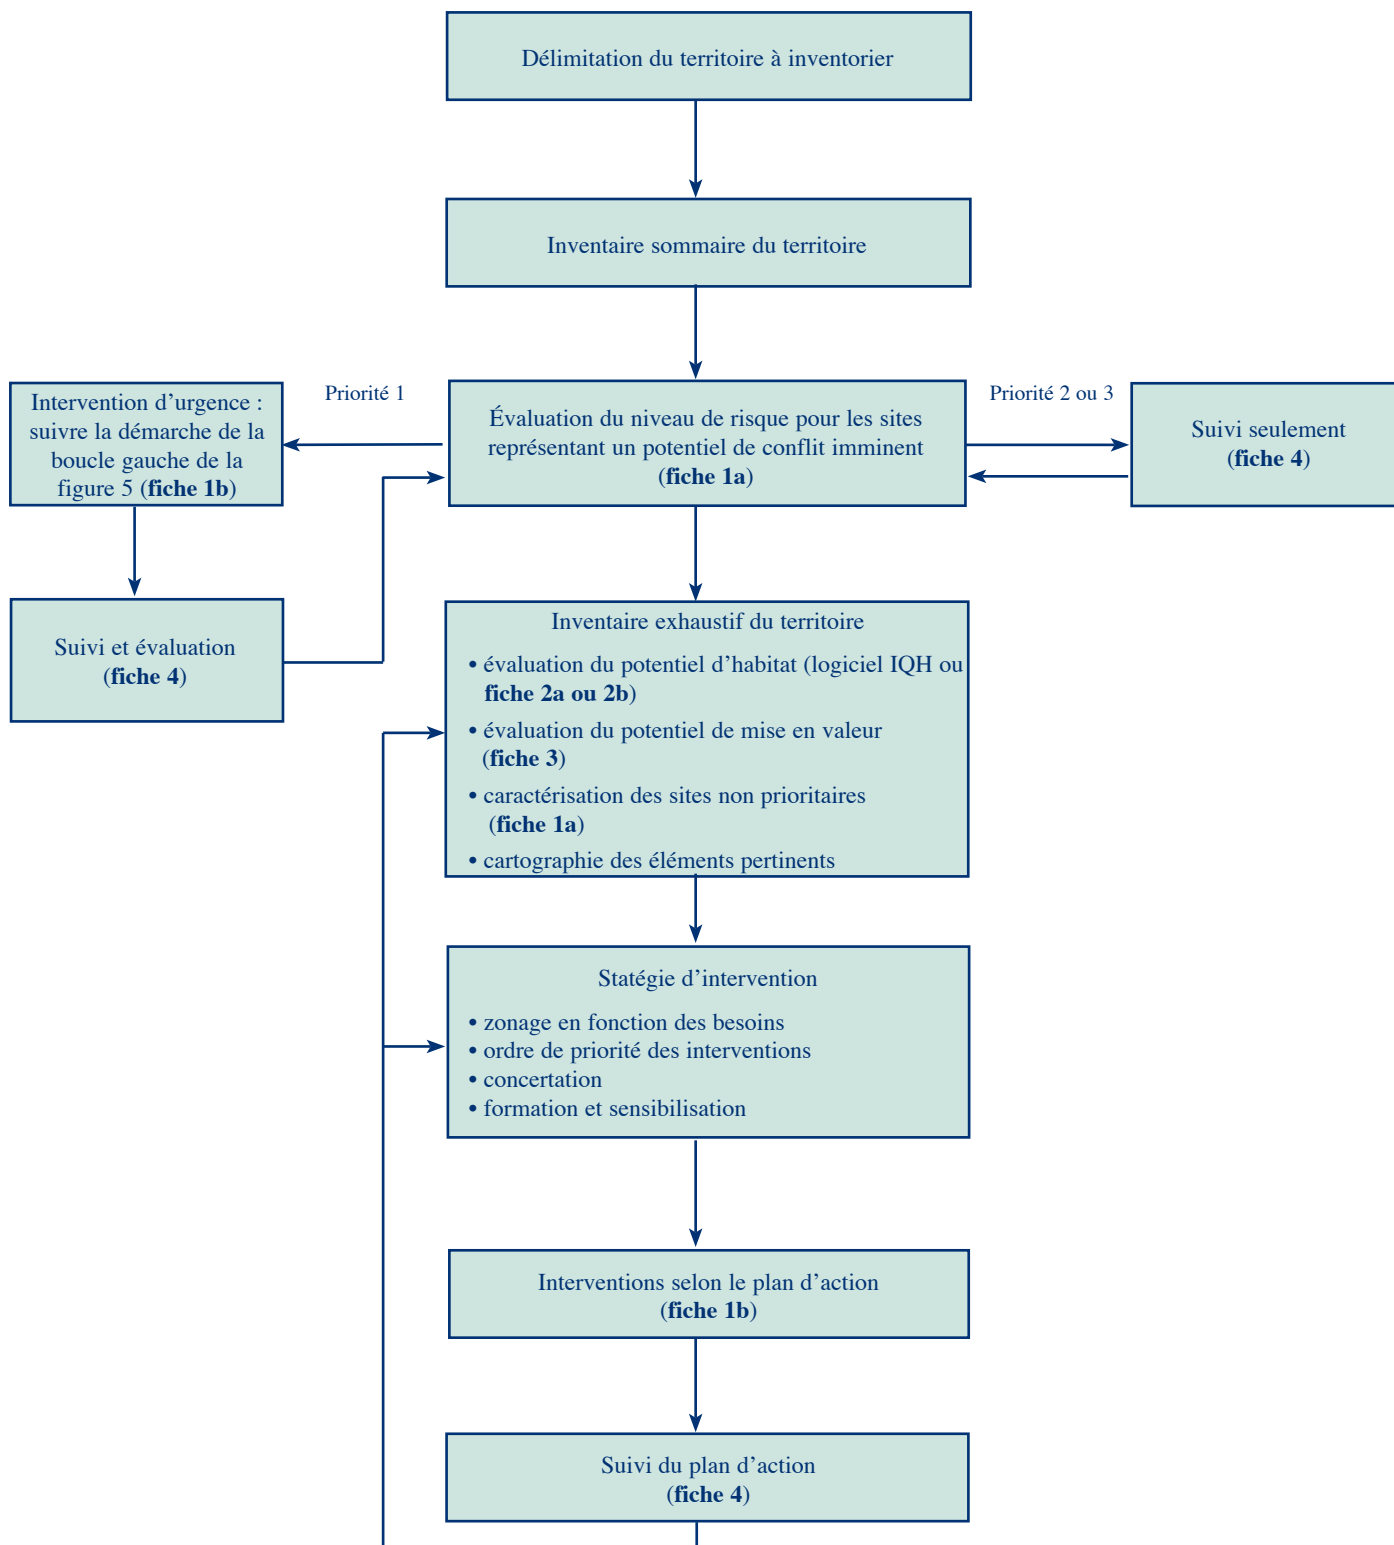 Délimitation du territoire à inventorier
Inventaire sommaire du territoire
Priorité 1
Priorité 2 ou 3
Intervention d’urgence :
suivre la démarche de la
boucle gauche de la
figure 5 (fiche 1b)
Évaluation du niveau de risque pour les sites
représentant un potentiel de conflit imminent
(fiche 1a)
Suivi seulement
(fiche 4)
Suivi et évaluation
(fiche 4)
Inventaire exhaustif du territoire
• évaluation du potentiel d’habitat (logiciel IQH ou
fiche 2a ou 2b)
• évaluation du potentiel de mise en valeur
(fiche 3)
• caractérisation des sites non prioritaires
(fiche 1a)
• cartographie des éléments pertinents
Statégie d’intervention
• zonage en fonction des besoins
• ordre de priorité des interventions
• concertation
• formation et sensibilisation
Interventions selon le plan d’action
(fiche 1b)
Suivi du plan d’action
(fiche 4)